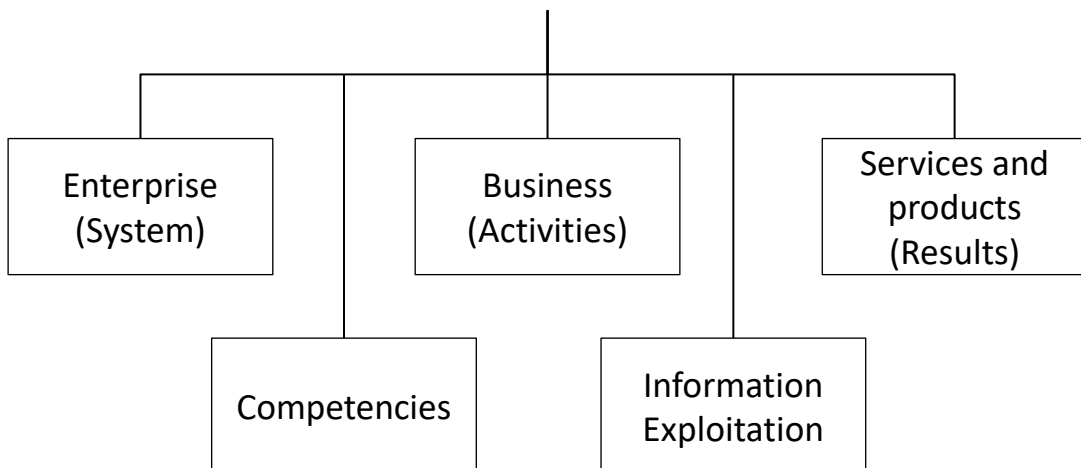 Enterprise
(System)
Business
(Activities)
Services and
products
(Results)
Competencies
Information
Exploitation